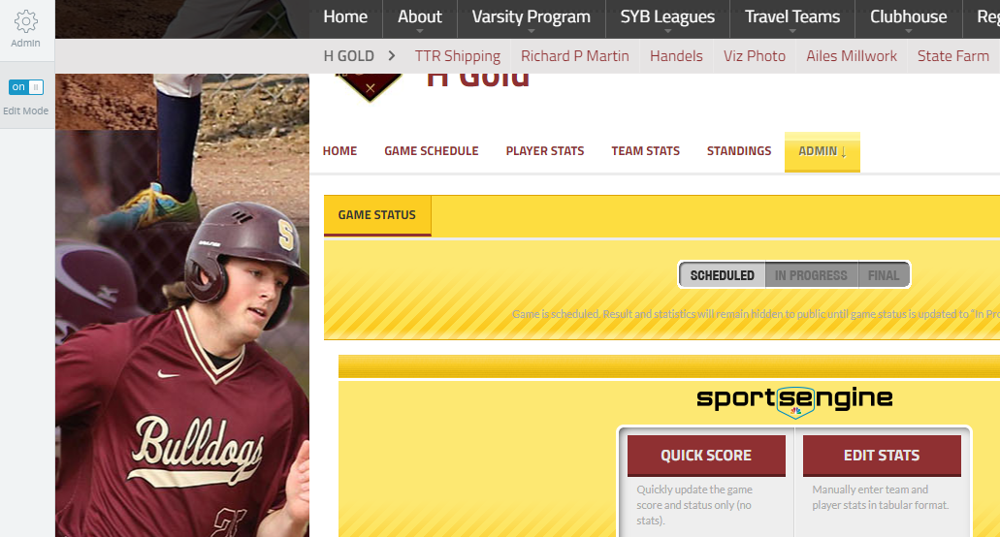 Home About Varsity Program SYB Leagues Travel Teams Clubhouse Reg
Admin
H GOLD > TTR Shipping Richard P Martin Handels Viz Photo Ailes Millwork State Farm
H Gold
on
Edit Mode
HOME GAME SCHEDULE PLAYER STATS TEAM STATS STANDINGS ADMIN ↓
GAME STATUS
S
SCHEDULED IN PROGRESS FINAL
Game is scheduled. Result and statistics will remain hidden to public until game status is updated to "In Pro
sportsengine
Bulldogs
QUICK SCORE EDIT STATS
Quickly update the game
score and status only (no
stats).
Manually enter team and
player stats in tabular format.